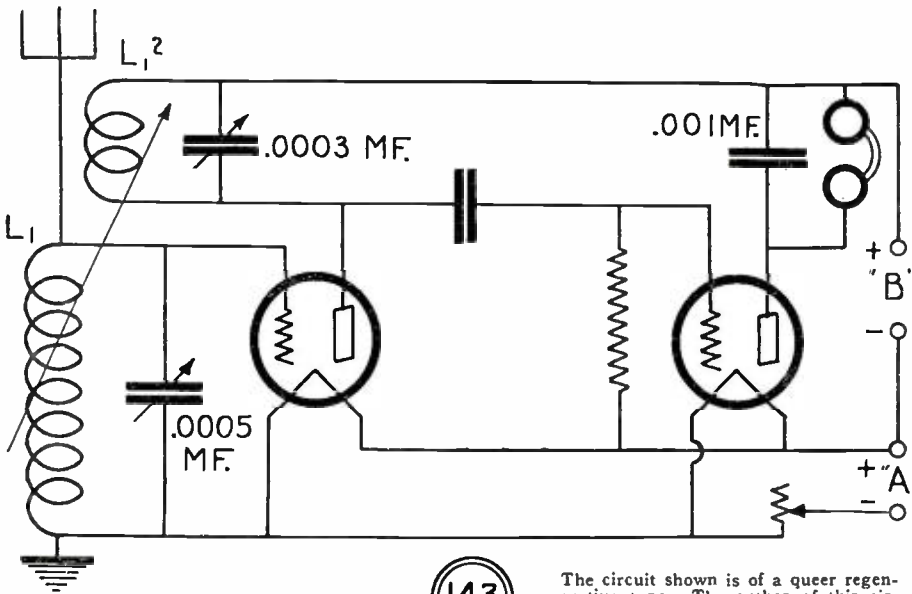 L₁²
.0003 MF.
.001MF.
L₁
+
"B"
-
.0005
MF.
+
"A
-
143
The circuit shown is of a queer regen-